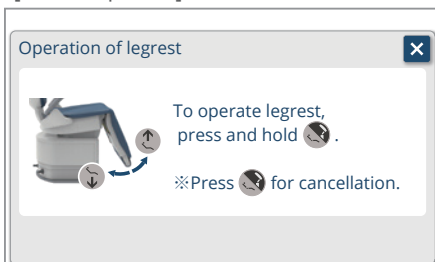 Operation of legrest
To operate legrest,
press and hold .
※Press for cancellation.